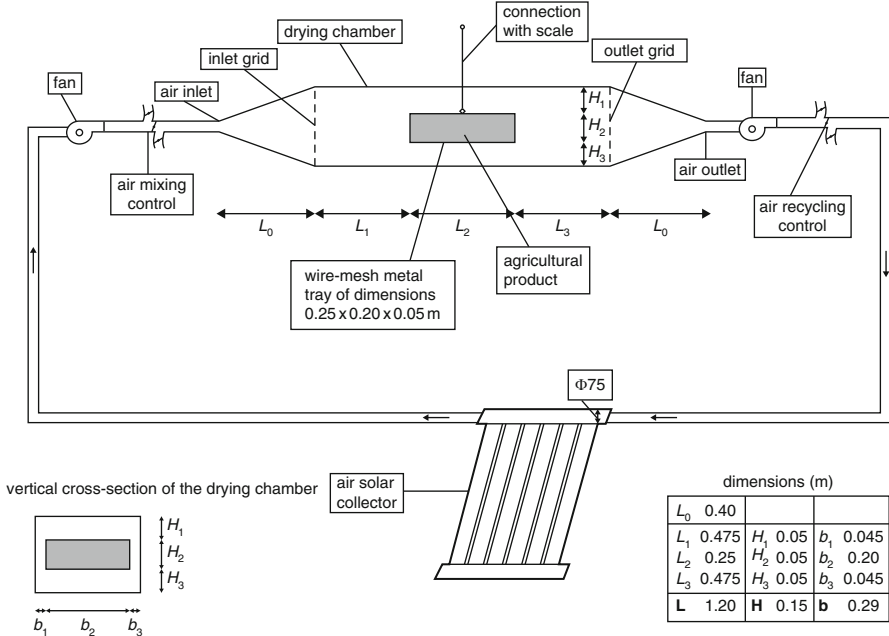 connection
with scale
drying chamber
outlet grid
inlet grid
fan
air inlet
fan
H₁
H₂
H₃
air mixing
control
air outlet
air recycling
control
L₀ L₁ L₂ L₃ L₀
wire-mesh metal
tray of dimensions
0.25 x 0.20 x 0.05 m
agricultural
product
Φ75
vertical cross-section of the drying chamber
air solar
collector
H₁
H₂
H₃
b₁ b₂ b₃
dimensions (m)
L₀ 0.40
L₁ 0.475 H₁ 0.05 b₁ 0.045
L₂ 0.25 H₂ 0.05 b₂ 0.20
L₃ 0.475 H₃ 0.05 b₃ 0.045
L 1.20 H 0.15 b 0.29